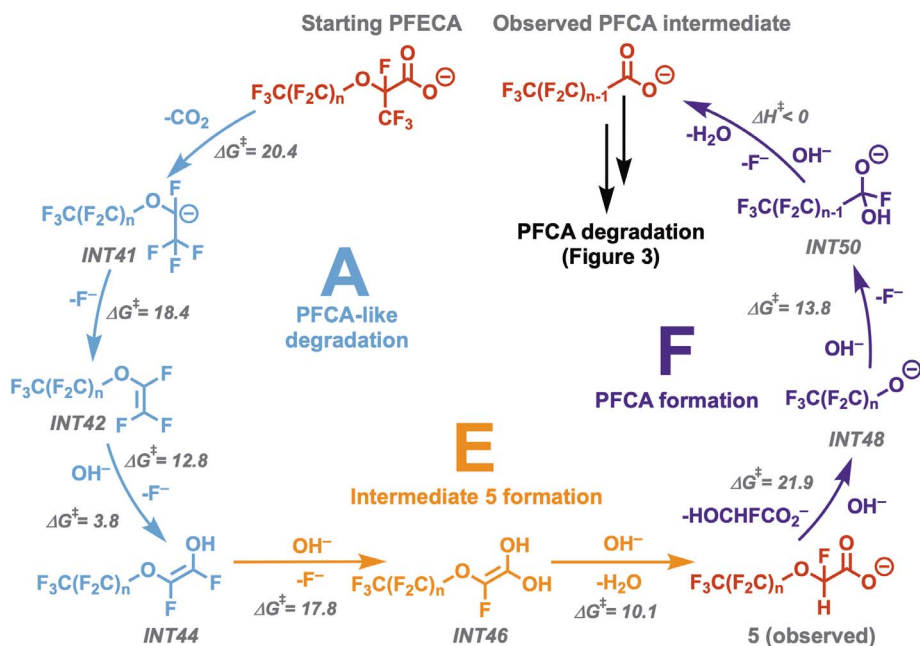 Starting PFECA
Observed PFCA intermediate
F₃C(F₂C)ₙ O F O O⊖ CF₃
F₃C(F₂C)ₙ₋₁ O O⊖
-CO₂
ΔG‡= 20.4
ΔH‡< 0
-H₂O
-F⁻
OH⁻
F₃C(F₂C)ₙ O F ⊖ F F F
INT41
F₃C(F₂C)ₙ₋₁ O⊖ F OH
INT50
PFCA degradation
(Figure 3)
A
PFCA-like
degradation
-F⁻
ΔG‡= 18.4
ΔG‡= 13.8
-F⁻
OH⁻
F
PFCA formation
F₃C(F₂C)ₙ O F F F
INT42
F₃C(F₂C)ₙ O⊖
INT48
E
Intermediate 5 formation
OH⁻
ΔG‡= 12.8
-F⁻
ΔG‡= 3.8
ΔG‡= 21.9
-HOCHFCO₂⁻
OH⁻
F₃C(F₂C)ₙ O OH F F
INT44
OH⁻
-F⁻
ΔG‡= 17.8
F₃C(F₂C)ₙ O OH OH F
INT46
OH⁻
-H₂O
ΔG‡= 10.1
F₃C(F₂C)ₙ O F O O⊖ H
5 (observed)